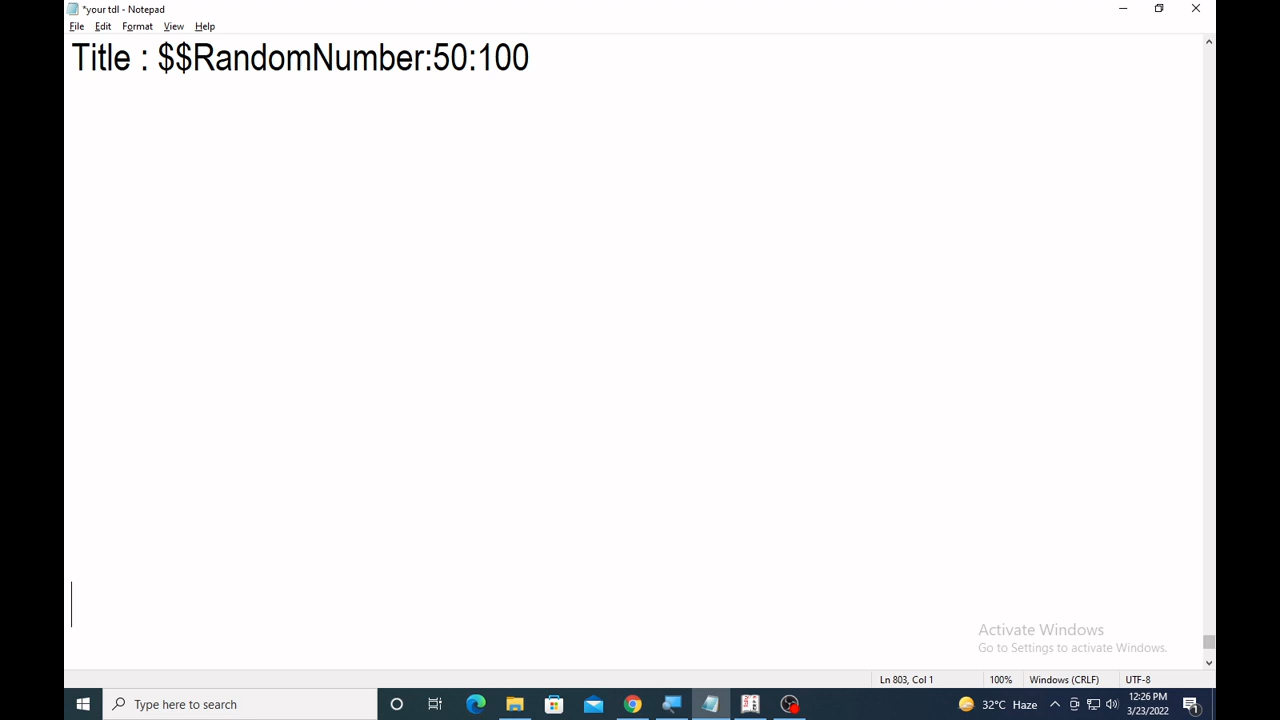 *your tdl - Notepad
File Edit Format View Help
Title : $$RandomNumber:50:100
Activate Windows
Go to Settings to activate Windows.
Ln 803, Col 1 100% Windows (CRLF) UTF-8
Type here to search
32°C Haze
12:26 PM
3/23/2022
1